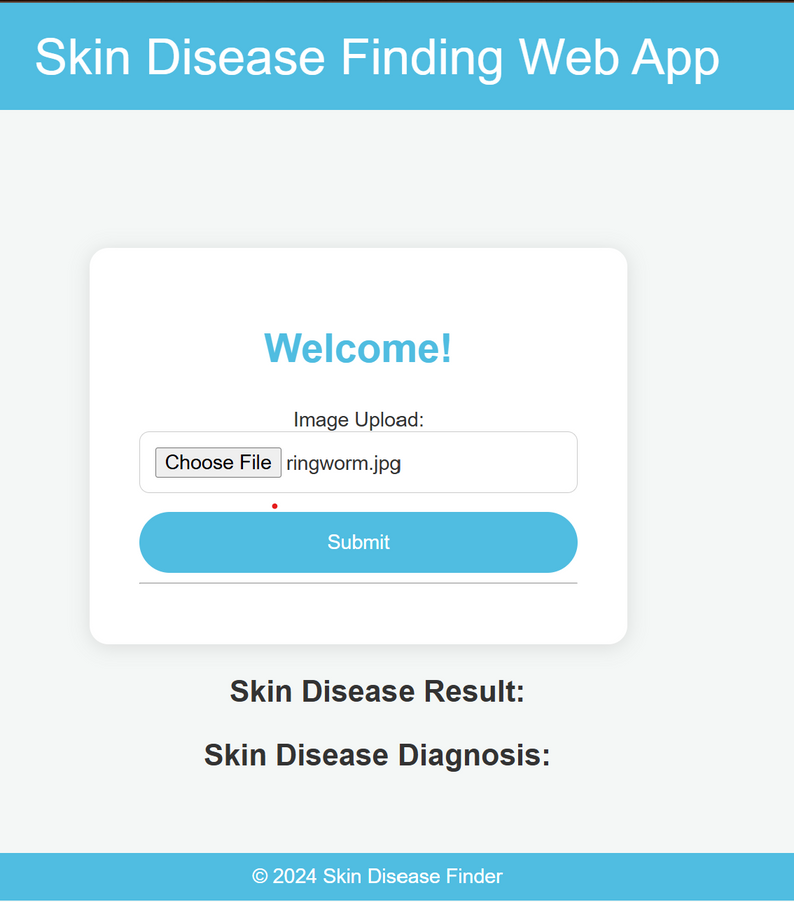 Skin Disease Finding Web App
Welcome!
Image Upload:
Choose File ringworm.jpg
Submit
Skin Disease Result:
Skin Disease Diagnosis:
© 2024 Skin Disease Finder